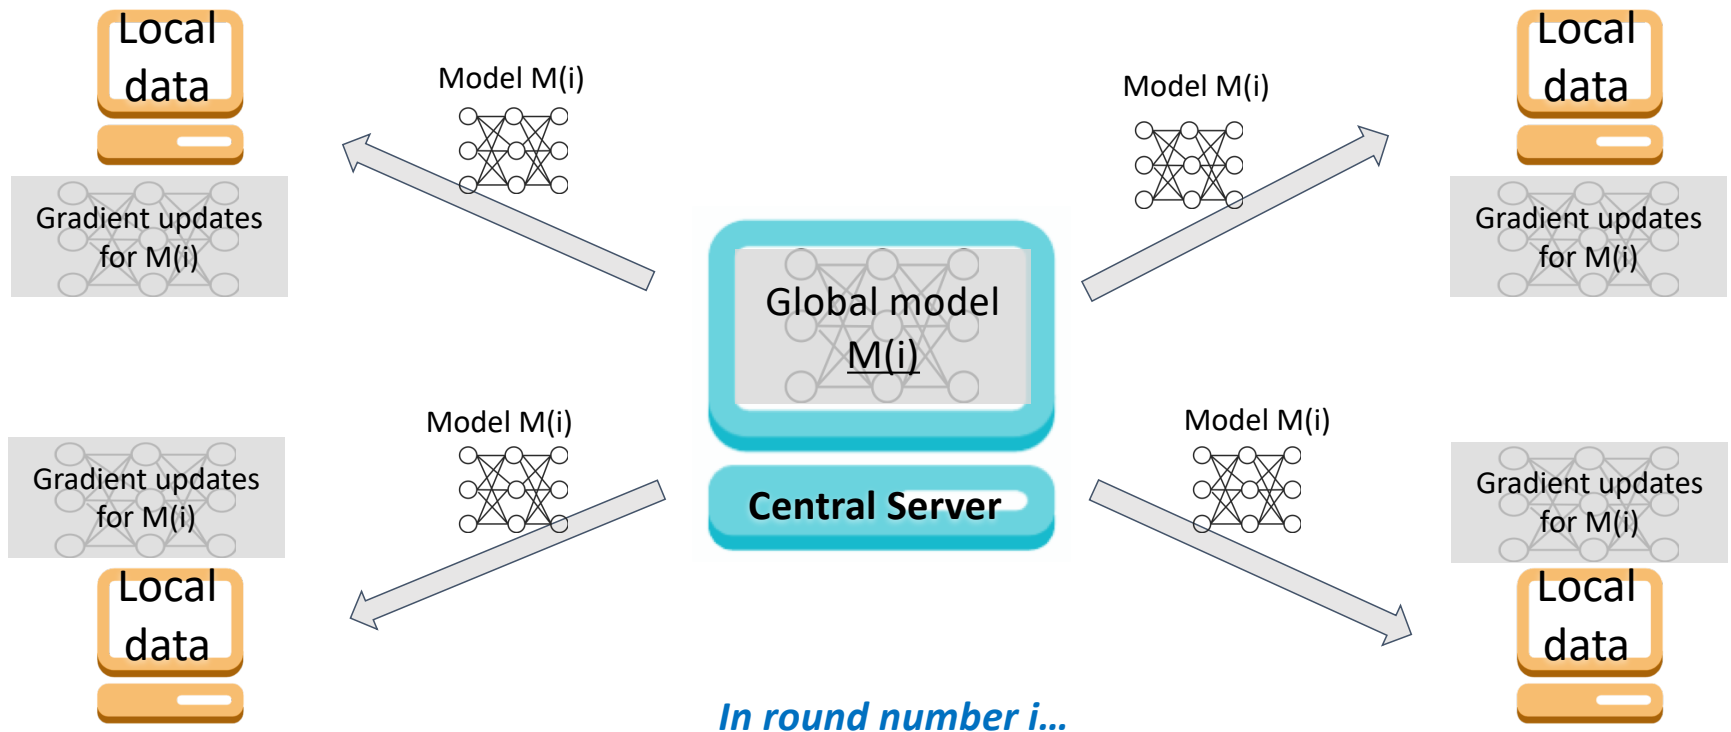 Local
data
Model M(i)
Model M(i)
Local
data
Gradient updates
for M(i)
Gradient updates
for M(i)
Global model
M(i)
Model M(i)
Model M(i)
Gradient updates
for M(i)
Central Server
Gradient updates
for M(i)
Local
data
Local
data
In round number i...